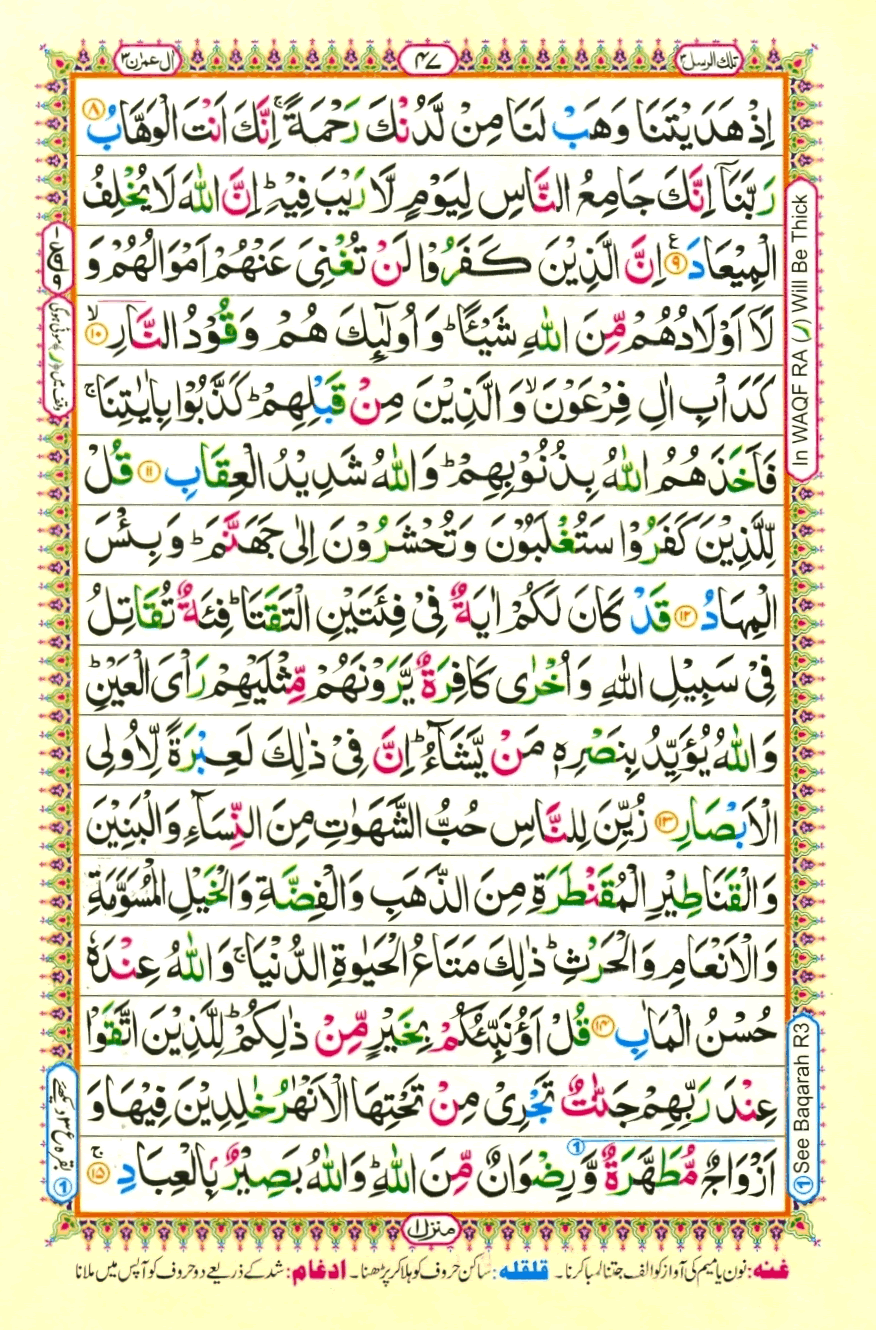 تلك الرسل ٣
٤٧
اٰل عمرٰن ٣
اِذْ هَدَيْتَنَا وَهَبْ لَنَا مِنْ لَّدُنْكَ رَحْمَةً ۚ اِنَّكَ اَنْتَ الْوَهَّابُ ۝٨
رَبَّنَاۤ اِنَّكَ جَامِعُ النَّاسِ لِيَوْمٍ لَّا رَيْبَ فِيْهِ ؕ اِنَّ اللّٰهَ لَا يُخْلِفُ
الْمِيْعَادَ ۝٩ ع اِنَّ الَّذِيْنَ كَفَرُوْا لَنْ تُغْنِيَ عَنْهُمْ اَمْوَالُهُمْ وَ
لَاۤ اَوْلَادُهُمْ مِّنَ اللّٰهِ شَيْـًٔا ؕ وَاُولٰٓئِكَ هُمْ وَقُوْدُ النَّارِ ۝١٠ ۙ
كَدَاْبِ اٰلِ فِرْعَوْنَ ۙ وَالَّذِيْنَ مِنْ قَبْلِهِمْ ؕ كَذَّبُوْا بِاٰيٰتِنَا ۚ
فَاَخَذَهُمُ اللّٰهُ بِذُنُوْبِهِمْ ؕ وَاللّٰهُ شَدِيْدُ الْعِقَابِ ۝١١ قُلْ
لِّلَّذِيْنَ كَفَرُوْا سَتُغْلَبُوْنَ وَتُحْشَرُوْنَ اِلٰى جَهَنَّمَ ؕ وَبِئْسَ
الْمِهَادُ ۝١٢ قَدْ كَانَ لَكُمْ اٰيَةٌ فِيْ فِئَتَيْنِ الْتَقَتَا ؕ فِئَةٌ تُقَاتِلُ
فِيْ سَبِيْلِ اللّٰهِ وَاُخْرٰى كَافِرَةٌ يَّرَوْنَهُمْ مِّثْلَيْهِمْ رَاْيَ الْعَيْنِ ؕ
وَاللّٰهُ يُؤَيِّدُ بِنَصْرِهٖ مَنْ يَّشَآءُ ؕ اِنَّ فِيْ ذٰلِكَ لَعِبْرَةً لِّاُولِى
الْاَبْصَارِ ۝١٣ زُيِّنَ لِلنَّاسِ حُبُّ الشَّهَوٰتِ مِنَ النِّسَآءِ وَالْبَنِيْنَ
وَالْقَنَاطِيْرِ الْمُقَنْطَرَةِ مِنَ الذَّهَبِ وَالْفِضَّةِ وَالْخَيْلِ الْمُسَوَّمَةِ
وَالْاَنْعَامِ وَالْحَرْثِ ؕ ذٰلِكَ مَتَاعُ الْحَيٰوةِ الدُّنْيَا ۚ وَاللّٰهُ عِنْدَهٗ
حُسْنُ الْمَاٰبِ ۝١٤ قُلْ اَؤُنَبِّئُكُمْ بِخَيْرٍ مِّنْ ذٰلِكُمْ ؕ لِلَّذِيْنَ اتَّقَوْا
عِنْدَ رَبِّهِمْ جَنّٰتٌ تَجْرِيْ مِنْ تَحْتِهَا الْاَنْهٰرُ خٰلِدِيْنَ فِيْهَا وَ
اَزْوَاجٌ مُّطَهَّرَةٌ وَّرِضْوَانٌ مِّنَ اللّٰهِ ؕ وَاللّٰهُ بَصِيْرٌۢ بِالْعِبَادِ ۝١٥ ۚ
①
منزل ١
In WAQF RA (ر) Will Be Thick
① See Baqarah R3
غنه: نون یا میم کی آواز کو الف جتنا لمبا کرنا۔ قلقله: ساکن حروف کو ہلا کر پڑھنا۔ ادغام: شد کے ذریعے دو حروف کو آپس میں ملانا